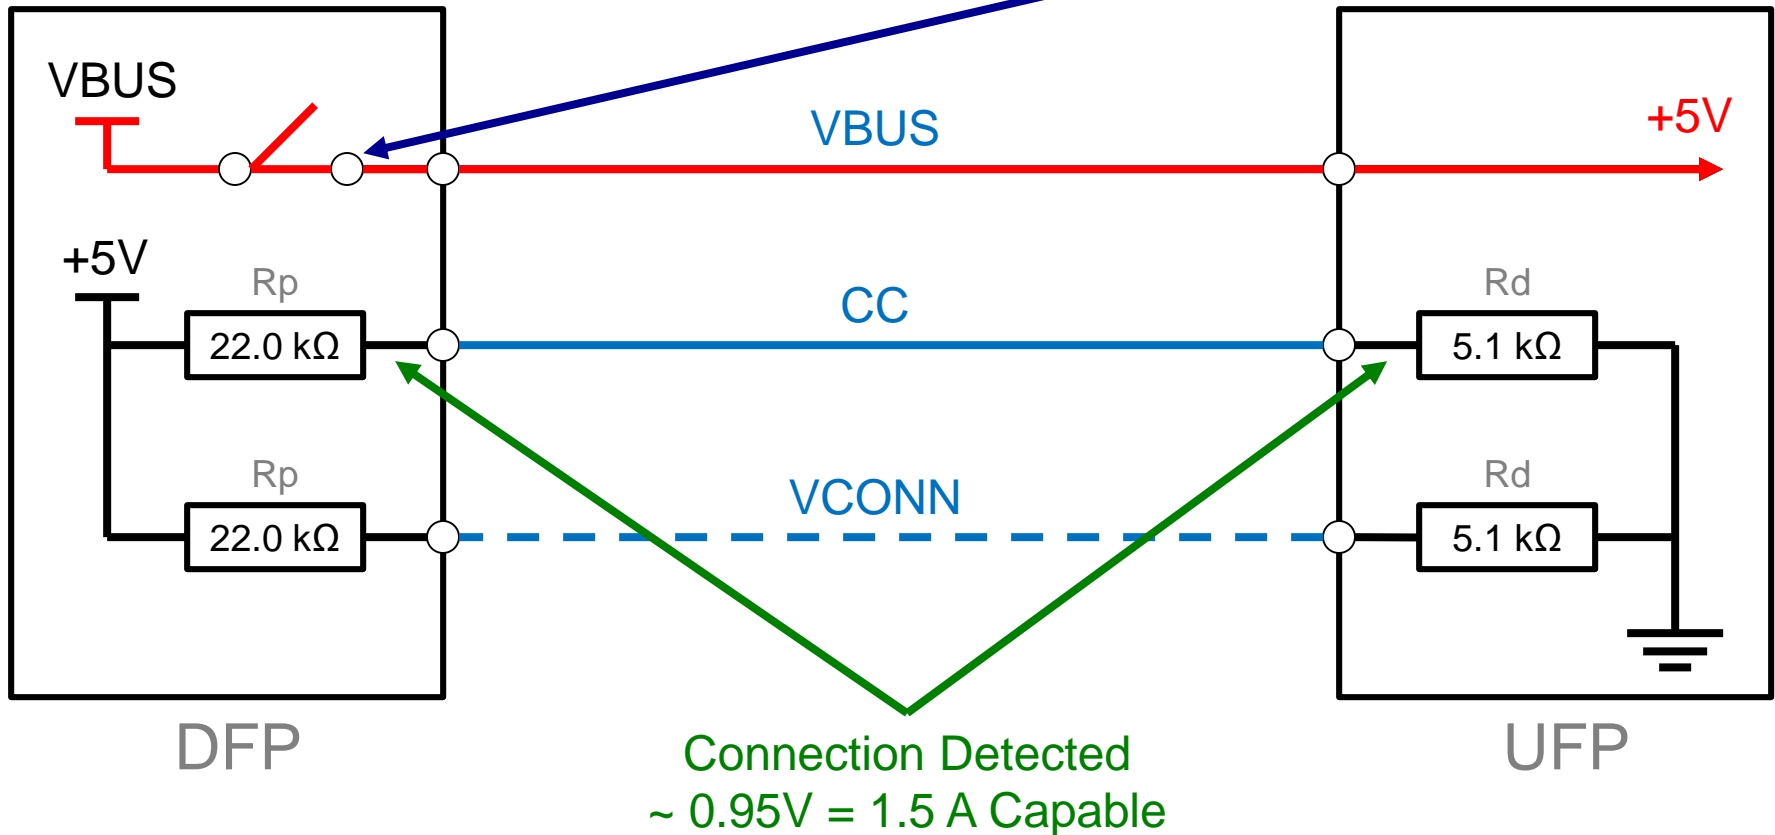 VBUS
VBUS
+5V
+5V
Rp
22.0 kΩ
CC
Rd
5.1 kΩ
Rp
22.0 kΩ
VCONN
Rd
5.1 kΩ
DFP
UFP
Connection Detected
~ 0.95V = 1.5 A Capable